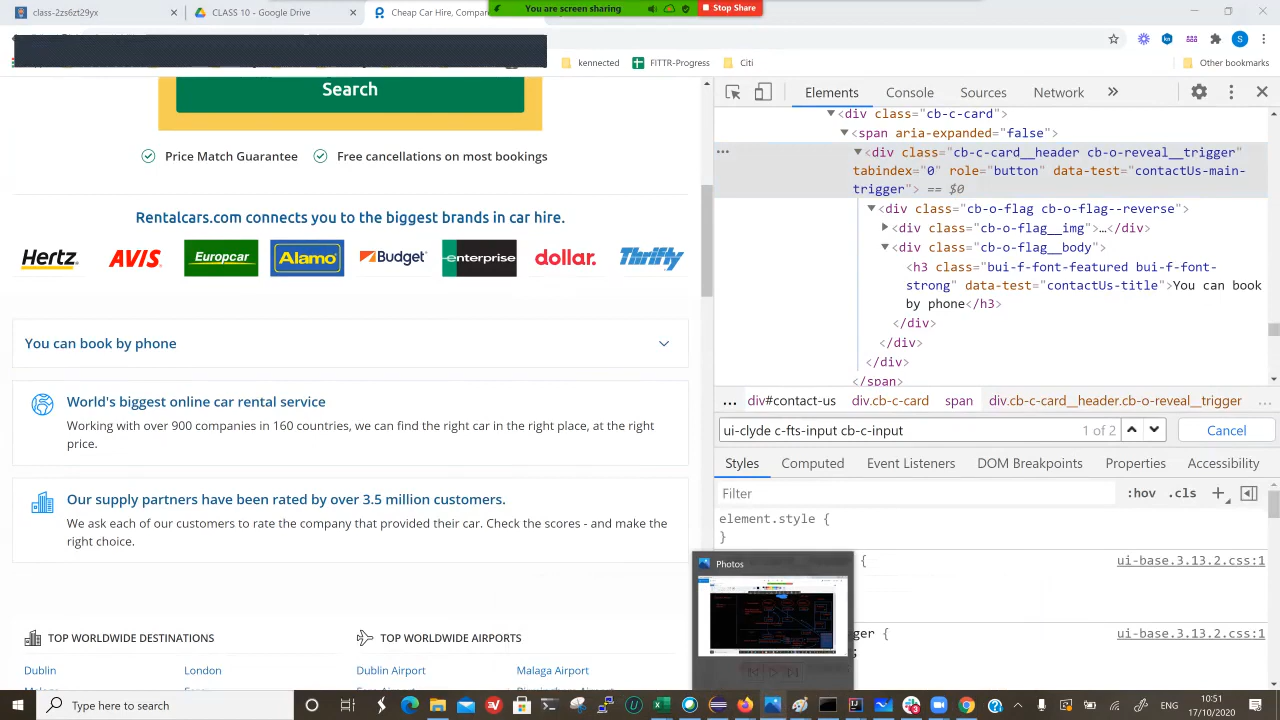 class-2zs6zt29yx
CLASS 10 - Google Drive
Cheap Car Hire, Compar
You are screen sharing
Stop Share
kennected
FITTR-Progress
Citi
Other bookmarks
Search
Price Match Guarantee
Free cancellations on most bookings
Rentalcars.com connects you to the biggest brands in car hire.
Hertz
AVIS
Europcar
Alamo
Budget
enterprise
dollar.
Thrifty
You can book by phone
World's biggest online car rental service
Working with over 900 companies in 160 countries, we can find the right car in the right place, at the right
price.
Our supply partners have been rated by over 3.5 million customers.
We ask each of our customers to rate the company that provided their car. Check the scores - and make the
right choice.
TOP WORLDWIDE DESTINATIONS
TOP WORLDWIDE AIRPORTS
Dublin
London
Dublin Airport
Malaga Airport
Elements
Console
Sources
Network
<div class="cb-c-card">
<span aria-expanded="false">
<div class="cb-c-card__header cb-o-reveal__trigger"
tabindex="0" role="button" data-test="contactUs-main-
trigger"> == $0
<div class="cb-o-flag cb-o-flag--reverse">
<div class="cb-o-flag__img">…</div>
<div class="cb-o-flag__body">
<h3 class="bui-f-font-featured bui-f-font-
strong" data-test="contactUs-title">You can book
by phone</h3>
</div>
</div>
</div>
</span>
... div#contact-us div.cb-c-card span div.cb-c-card__header.cb-o-reveal__trigger ...
ui-clyde c-fts-input cb-c-input
1 of 2
Cancel
Styles
Computed
Event Listeners
DOM Breakpoints
Properties
Accessibility
Filter
:hov
.cls
element.style {
}
{
ui-base.3.13.2.css:1
{
Photos
Type here to search
10:51
17/10/2020